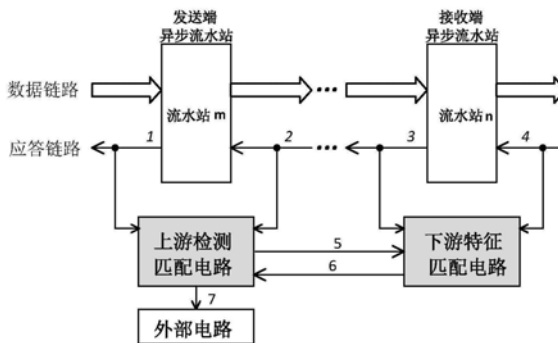 发送端
异步流水站
接收端
异步流水站
数据链路
流水站 m
•••
流水站 n
应答链路
1
2
•••
3
4
上游检测
匹配电路
5
6
下游特征
匹配电路
7
外部电路